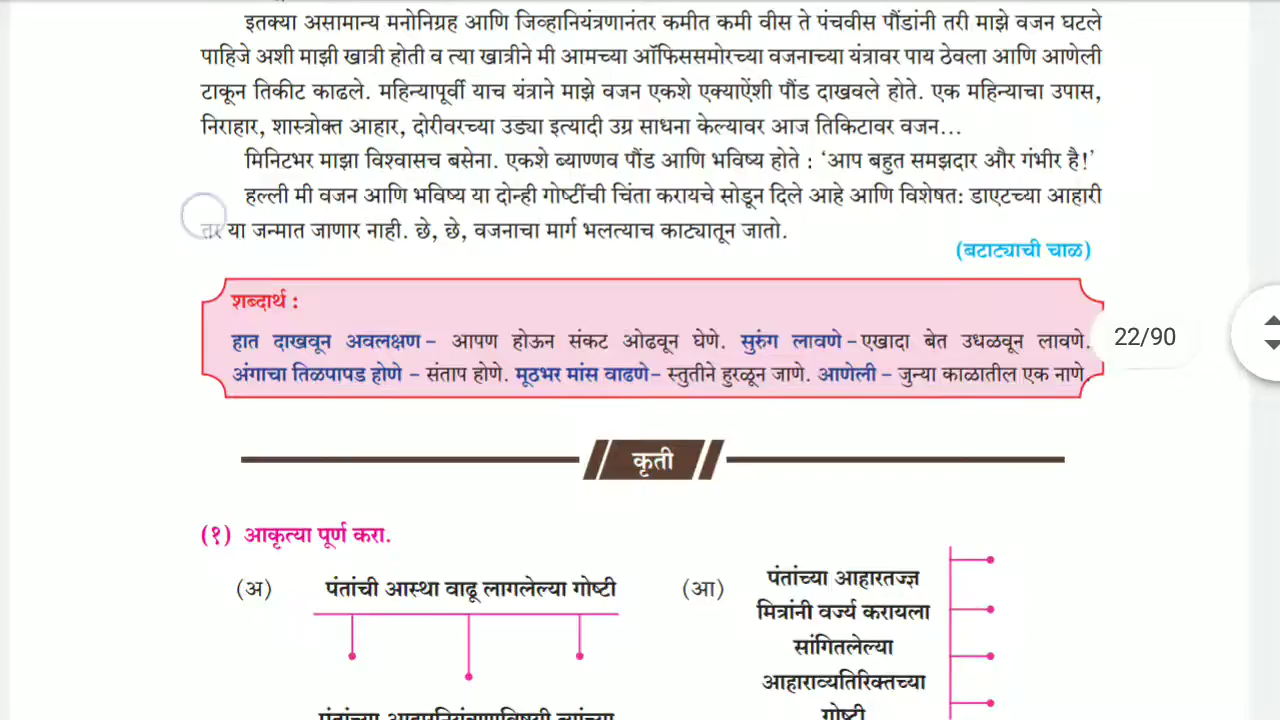 इतक्या असामान्य मनोनिग्रह आणि जिव्हानियंत्रणानंतर कमीत कमी वीस ते पंचवीस पौंडांनी तरी माझे वजन घटले
पाहिजे अशी माझी खात्री होती व त्या खात्रीने मी आमच्या ऑफिससमोरच्या वजनाच्या यंत्रावर पाय ठेवला आणि आणेली
टाकून तिकीट काढले. महिन्यापूर्वी याच यंत्राने माझे वजन एकशे एक्याऐंशी पौंड दाखवले होते. एक महिन्याचा उपास,
निराहार, शास्त्रोक्त आहार, दोरीवरच्या उड्या इत्यादी उग्र साधना केल्यावर आज तिकिटावर वजन...
मिनिटभर माझा विश्वासच बसेना. एकशे ब्याण्णव पौंड आणि भविष्य होते : ‘आप बहुत समझदार और गंभीर है!’
हल्ली मी वजन आणि भविष्य या दोन्ही गोष्टींची चिंता करायचे सोडून दिले आहे आणि विशेषत: डाएटच्या आहारी
तर या जन्मात जाणार नाही. छे, छे, वजनाचा मार्ग भलत्याच काट्यातून जातो.
(बटाट्याची चाळ)
शब्दार्थ :
हात दाखवून अवलक्षण – आपण होऊन संकट ओढवून घेणे. सुरुंग लावणे – एखादा बेत उधळवून लावणे.
अंगाचा तिळपापड होणे – संताप होणे. मूठभर मांस वाढणे– स्तुतीने हुरळून जाणे. आणेली – जुन्या काळातील एक नाणे.
22/90
कृती
(१) आकृत्या पूर्ण करा.
(अ) पंतांची आस्था वाढू लागलेल्या गोष्टी
(आ) पंतांच्या आहारतज्ज्ञ
मित्रांनी वर्ज्य करायला
सांगितलेल्या
आहाराव्यतिरिक्तच्या
गोष्टी
पंतांच्या आहारनियंत्रणाविषयी त्यांच्या